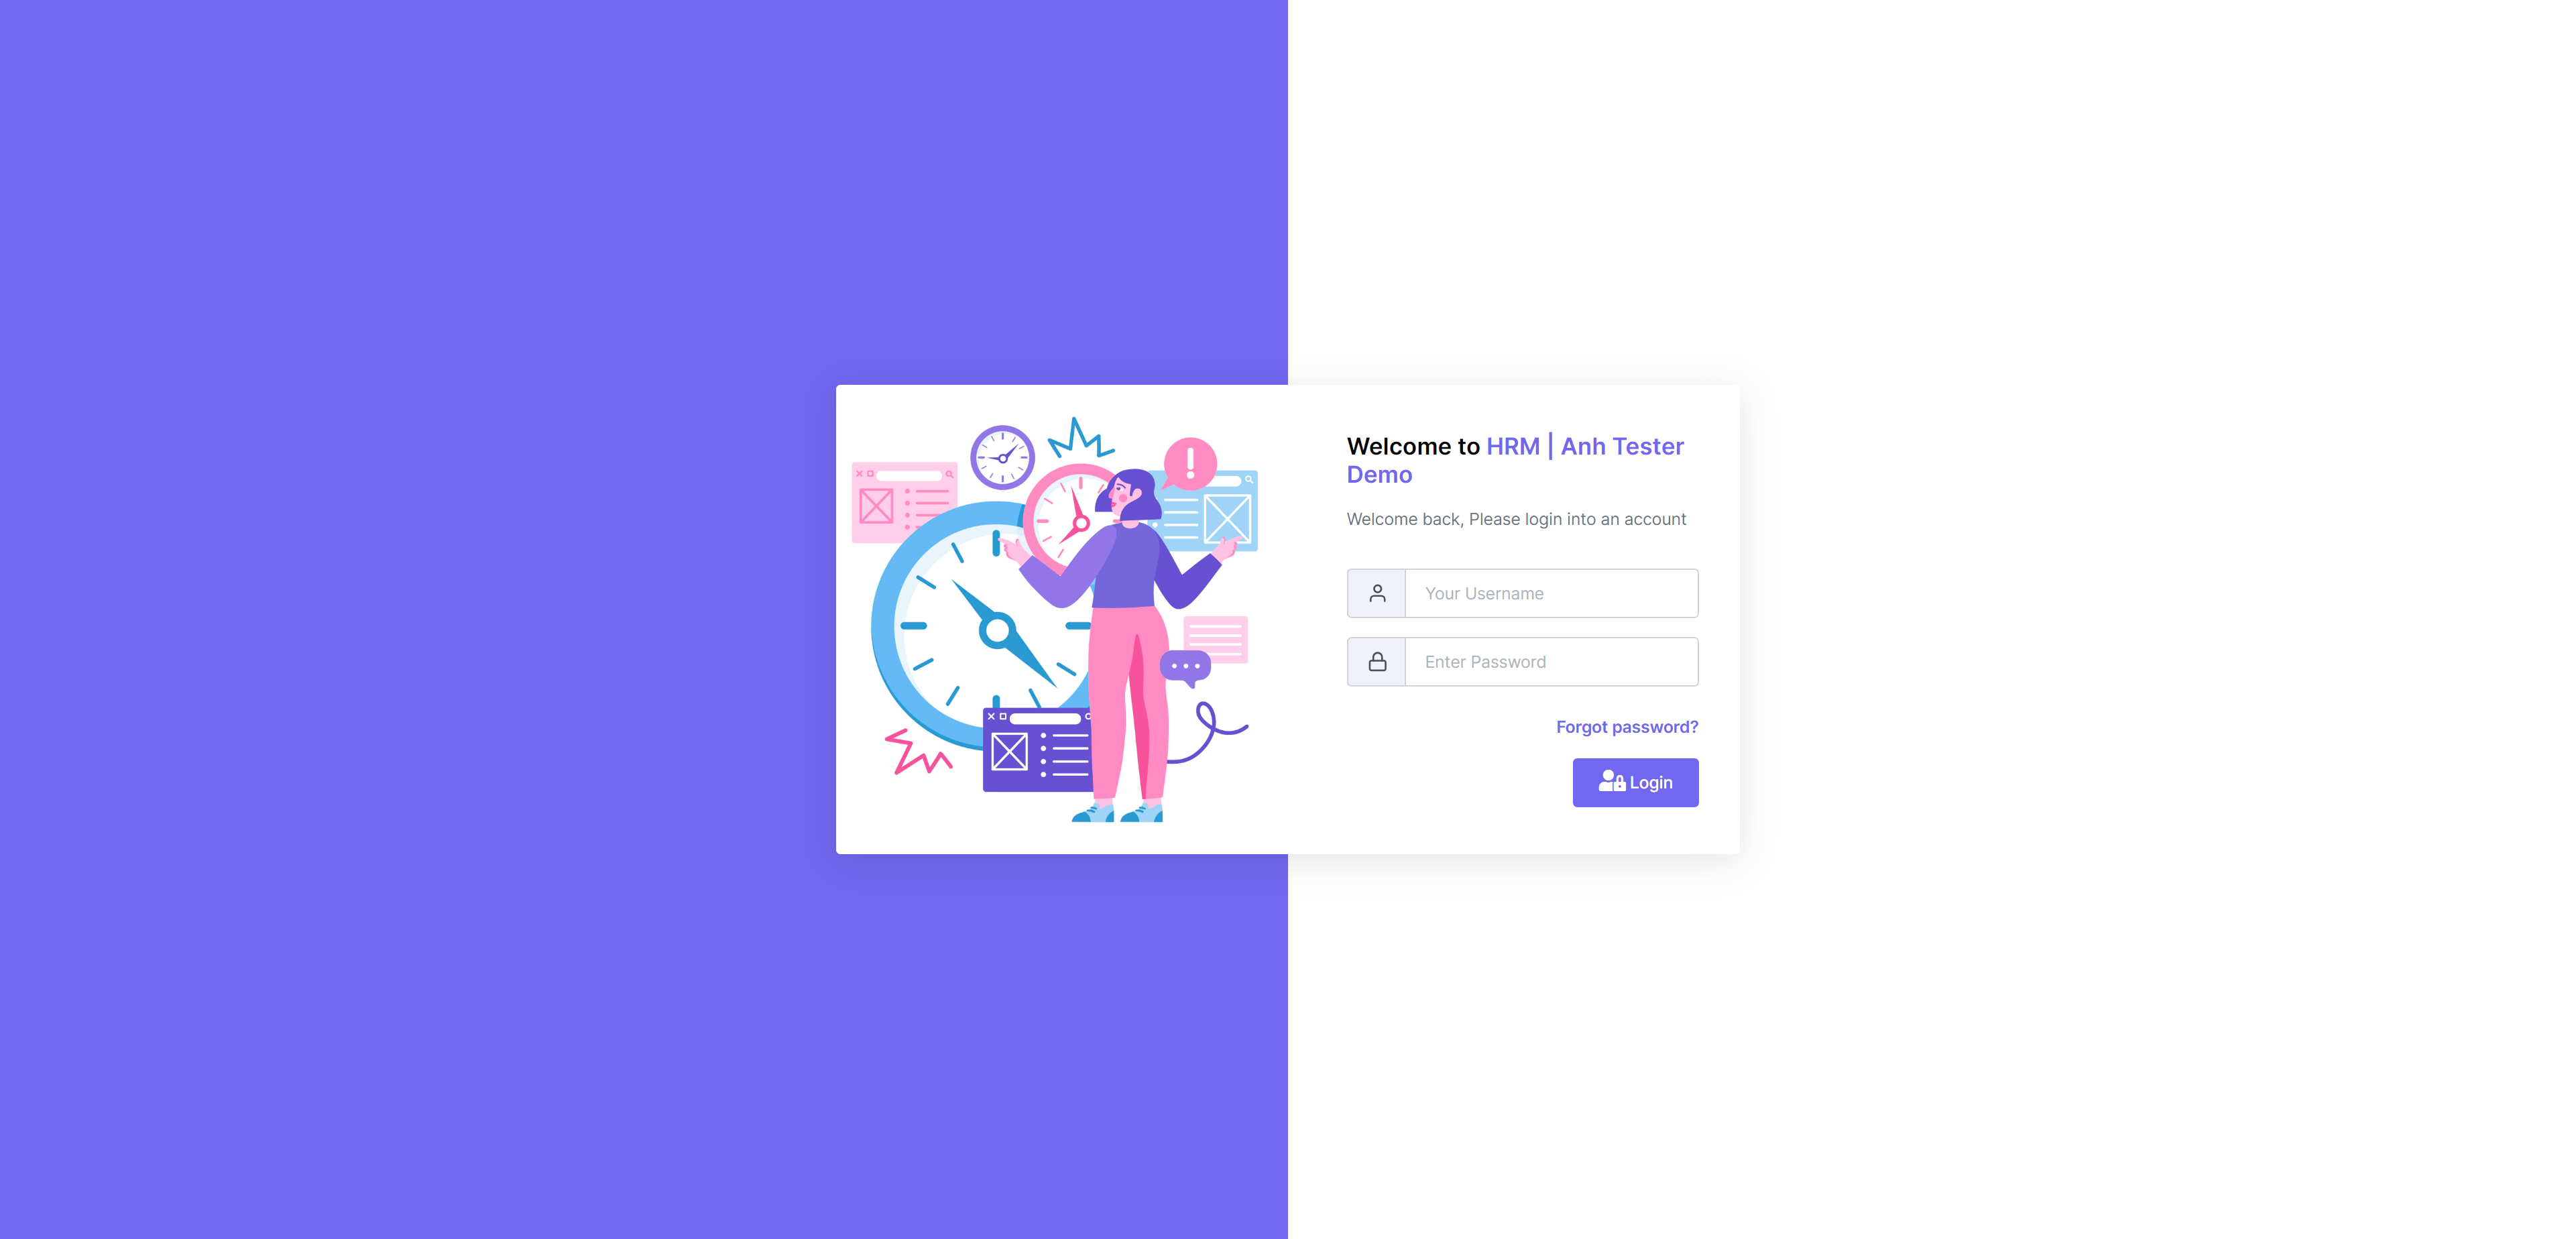 Welcome to HRM | Anh Tester
Demo
Welcome back, Please login into an account
Your Username
Enter Password
Forgot password?
Login